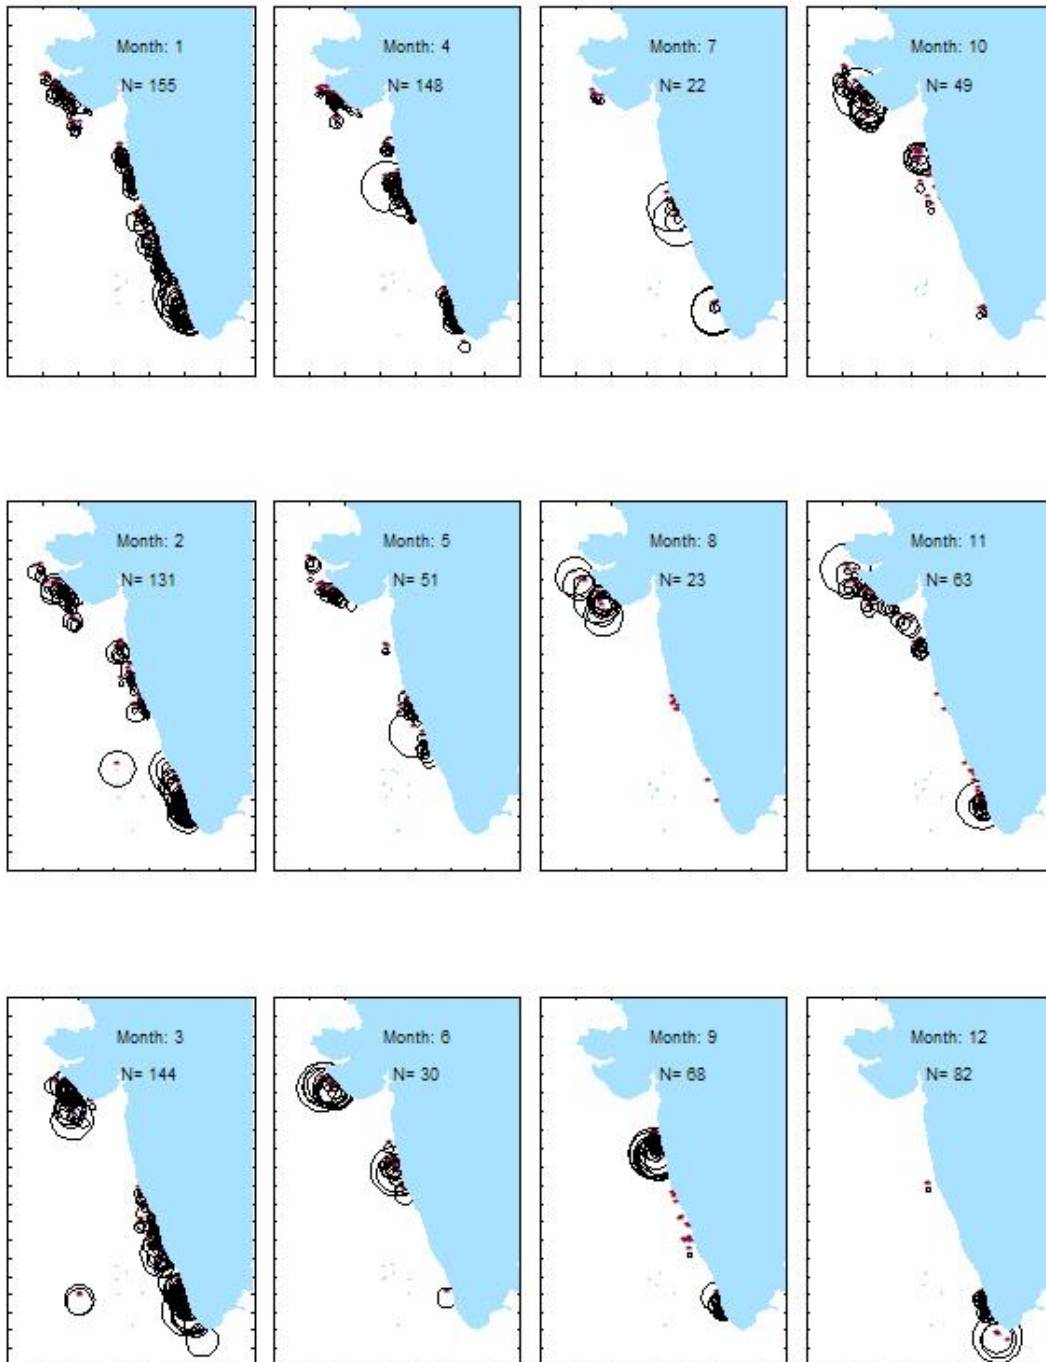 Month: 1
N= 155
Month: 4
N= 148
Month: 7
N= 22
Month: 10
N= 49
Month: 2
N= 131
Month: 5
N= 51
Month: 8
N= 23
Month: 11
N= 63
Month: 3
N= 144
Month: 6
N= 30
Month: 9
N= 68
Month: 12
N= 82